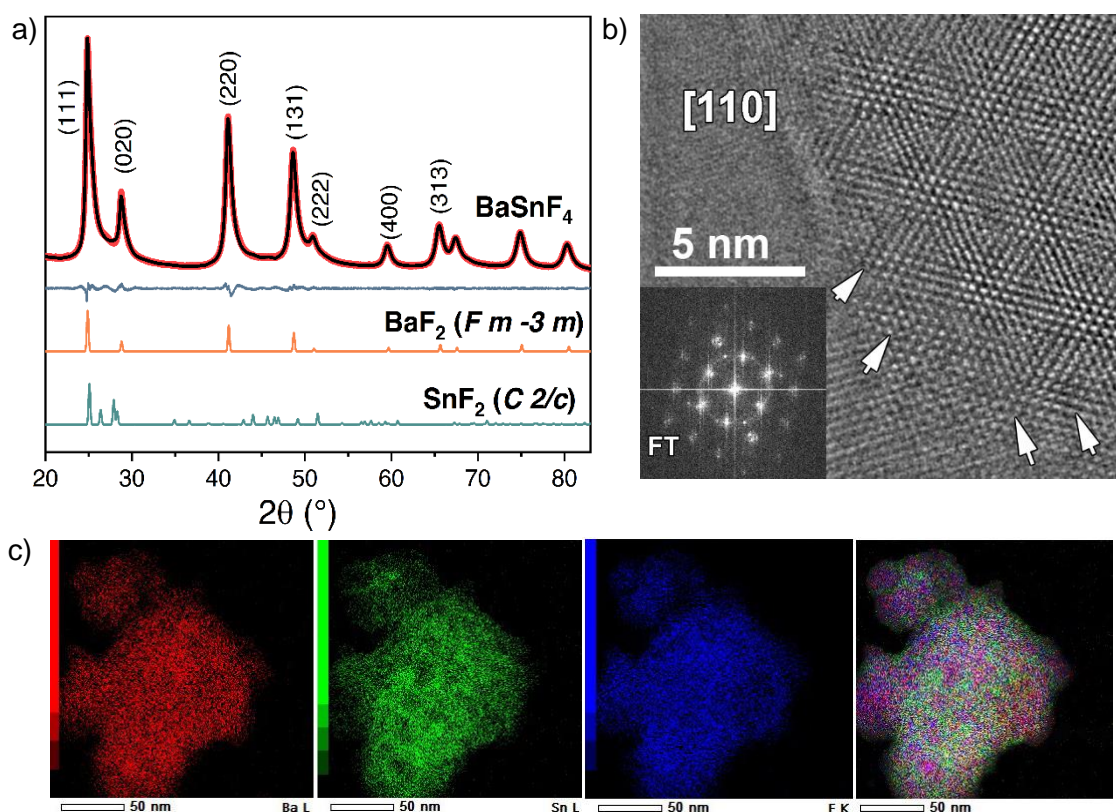 a)
(111)
(020)
(220)
(131)
(222)
(400)
(313)
BaSnF4
BaF2 (F m -3 m)
SnF2 (C 2/c)
20 30 40 50 60 70 80
2θ (°)
b)
[110]
5 nm
FT
c)
50 nm Ba L
50 nm Sn L
50 nm F K
50 nm